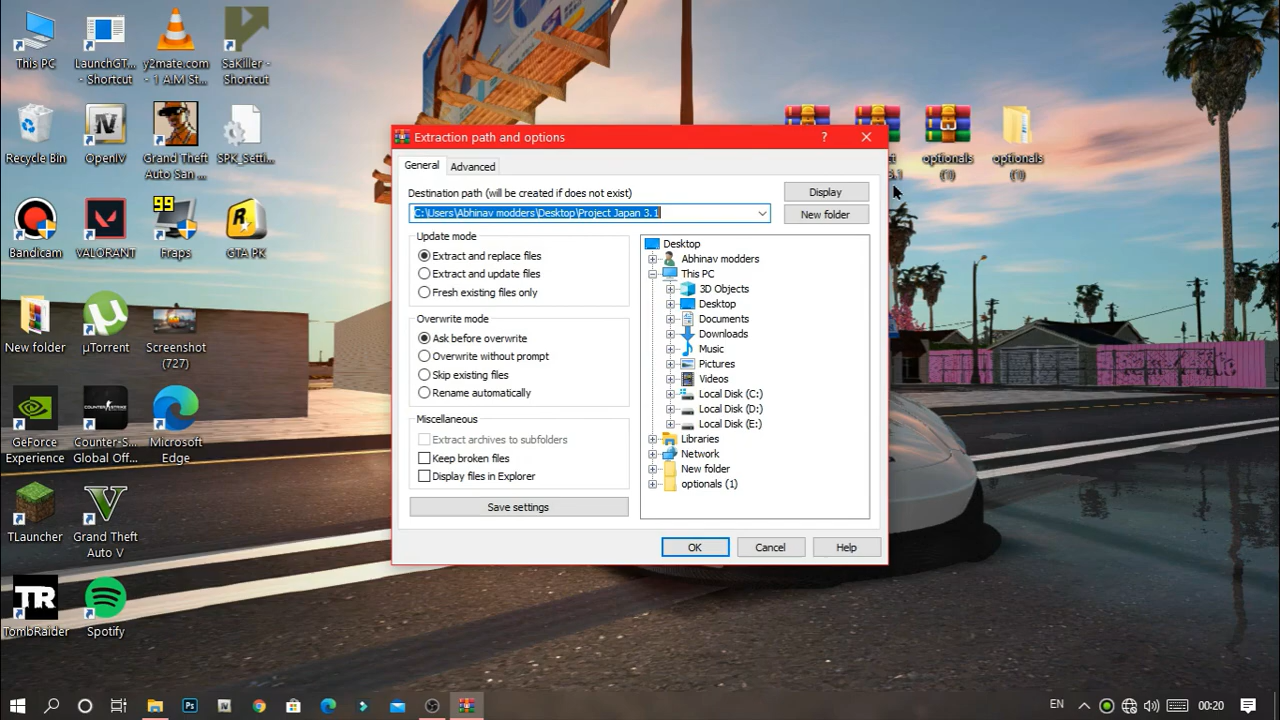 This PC
LaunchGT...
- Shortcut
y2mate.com
- 1 A.M St...
SaKiller -
Shortcut
Recycle Bin
OpenIV
Grand Theft
Auto San ...
SPK_Setti...
Bandicam
VALORANT
99
Fraps
GTA PK
New folder
µTorrent
Screenshot
(727)
GeForce
Experience
COUNTER STRIKE
Counter-S...
Global Off...
Microsoft
Edge
TLauncher
Grand Theft
Auto V
TR
TombRaider
Spotify
optionals
(1)
optionals
(1)
Extraction path and options
?
General
Advanced
Destination path (will be created if does not exist)
Display
C:\Users\Abhinav modders\Desktop\Project Japan 3.1
New folder
Update mode
Extract and replace files
Extract and update files
Fresh existing files only
Overwrite mode
Ask before overwrite
Overwrite without prompt
Skip existing files
Rename automatically
Miscellaneous
Extract archives to subfolders
Keep broken files
Display files in Explorer
Save settings
Desktop
Abhinav modders
This PC
3D Objects
Desktop
Documents
Downloads
Music
Pictures
Videos
Local Disk (C:)
Local Disk (D:)
Local Disk (E:)
Libraries
Network
New folder
optionals (1)
OK
Cancel
Help
Ps
IV
EN
00:20